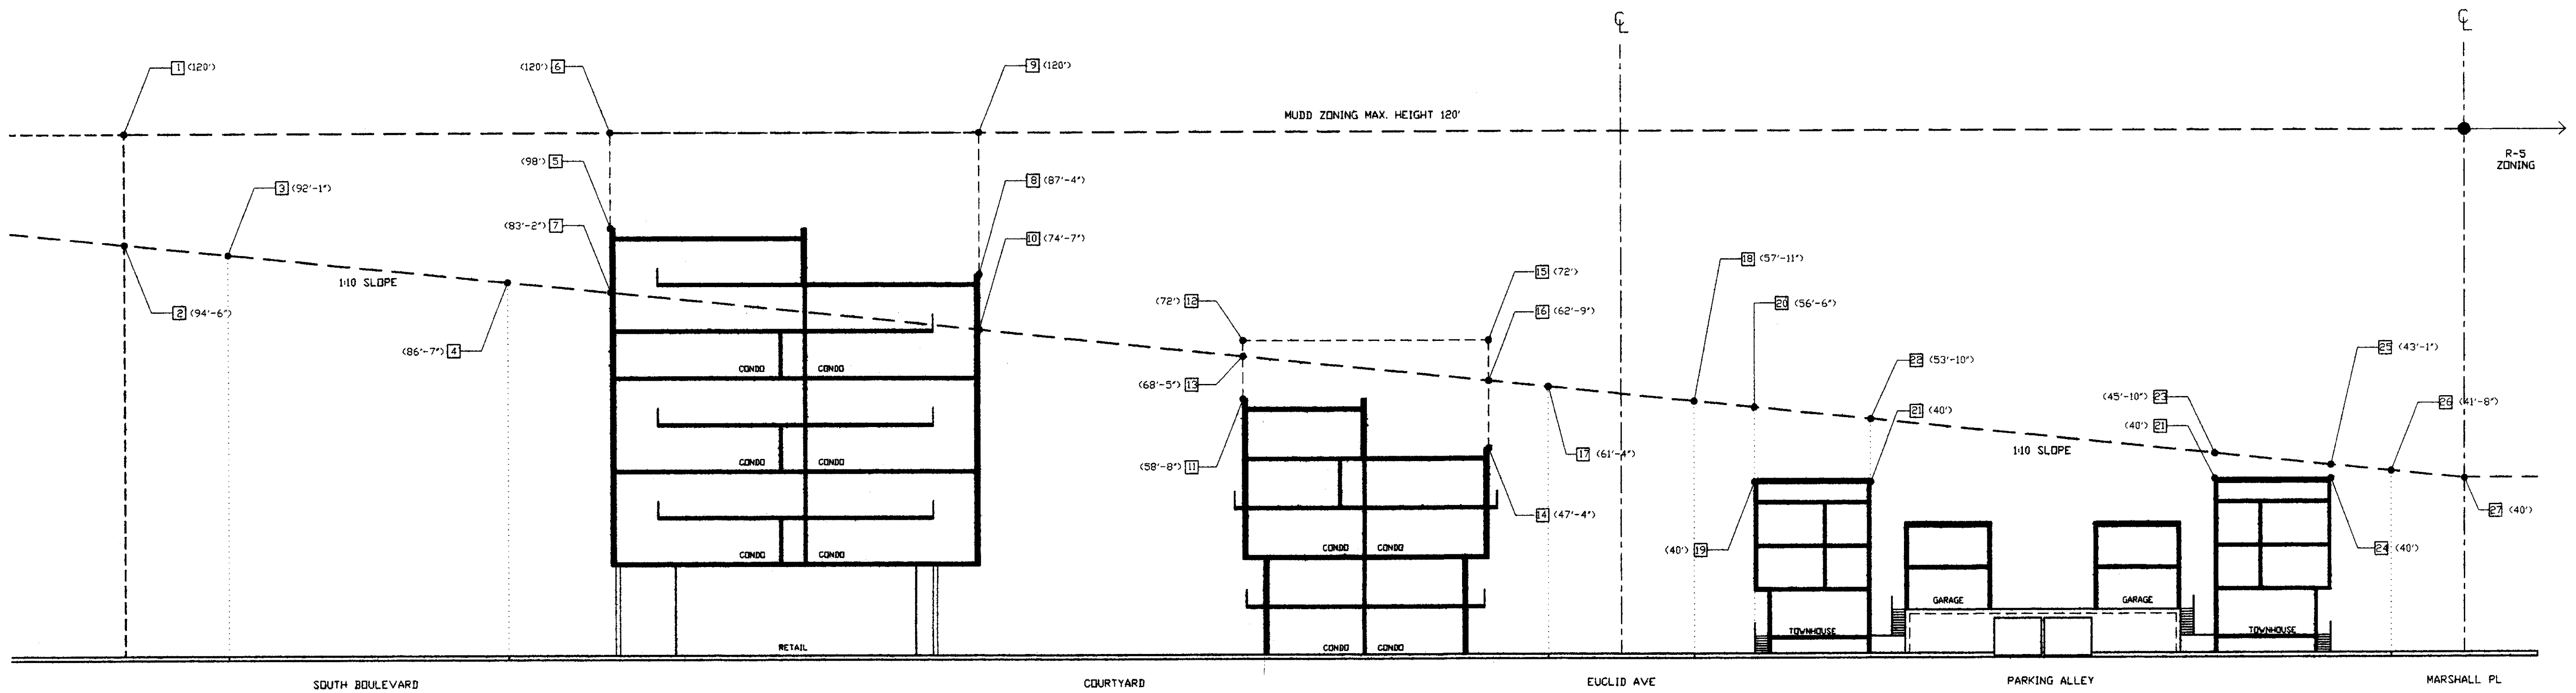 ℄
℄
1 (120')
(120') 6
9 (120')
MUDD ZONING MAX. HEIGHT 120'
R-5
ZONING
(98') 5
3 (92'-1")
8 (87'-4")
(83'-2") 7
10 (74'-7")
1:10 SLOPE
2 (94'-6")
(86'-7") 4
18 (57'-11")
15 (72')
(72') 12
20 (56'-6")
16 (62'-9")
25 (43'-1")
22 (53'-10")
CONDO CONDO
(68'-5") 13
(45'-10") 23
26 (41'-8")
21 (40')
(40') 21
1:10 SLOPE
17 (61'-4")
CONDO CONDO
(58'-8") 11
27 (40')
14 (47'-4")
(40') 19
24 (40')
CONDO CONDO
CONDO CONDO
GARAGE
GARAGE
TOWNHOUSE
TOWNHOUSE
RETAIL
CONDO CONDO
SOUTH BOULEVARD
COURTYARD
EUCLID AVE
PARKING ALLEY
MARSHALL PL